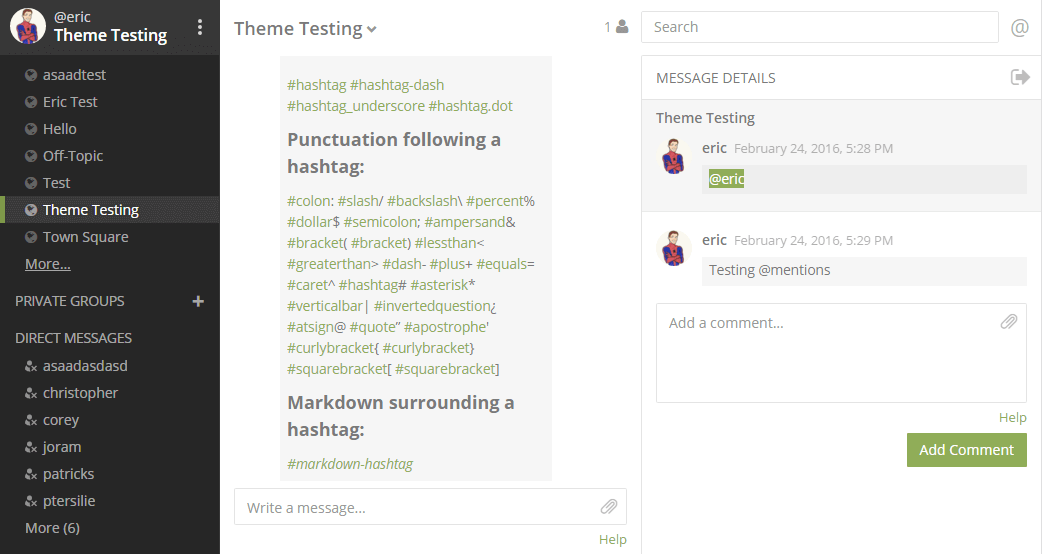 @eric
Theme Testing
asaadtest
Eric Test
Hello
Off-Topic
Test
Theme Testing
Town Square
More...
PRIVATE GROUPS +
DIRECT MESSAGES
asaadasdasd
christopher
corey
joram
patricks
ptersilie
More (6)
Theme Testing
1
#hashtag #hashtag-dash
#hashtag_underscore #hashtag.dot
Punctuation following a
hashtag:
#colon: #slash/ #backslash\ #percent%
#dollar$ #semicolon; #ampersand&
#bracket( #bracket) #lessthan<
#greaterthan> #dash- #plus+ #equals=
#caret^ #hashtag# #asterisk*
#verticalbar| #invertedquestion¿
#atsign@ #quote” #apostrophe'
#curlybracket{ #curlybracket}
#squarebracket[ #squarebracket]
Markdown surrounding a
hashtag:
#markdown-hashtag
Write a message...
Help
Search @
MESSAGE DETAILS
Theme Testing
eric February 24, 2016, 5:28 PM
@eric
eric February 24, 2016, 5:29 PM
Testing @mentions
Add a comment...
Help
Add Comment